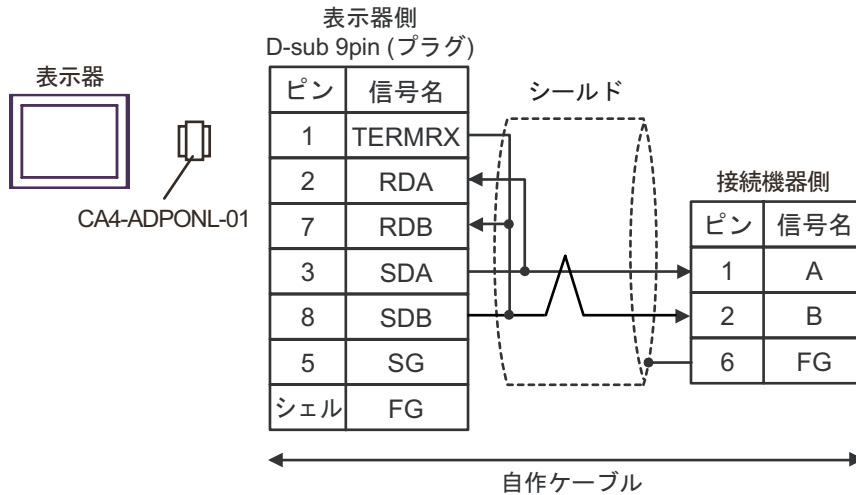 表示器側
D-sub 9pin (プラグ)
表示器
CA4-ADPONL-01
ピン 信号名
1 TERMRX
2 RDA
7 RDB
3 SDA
8 SDB
5 SG
シェル FG
シールド
接続機器側
ピン 信号名
1 A
2 B
6 FG
自作ケーブル